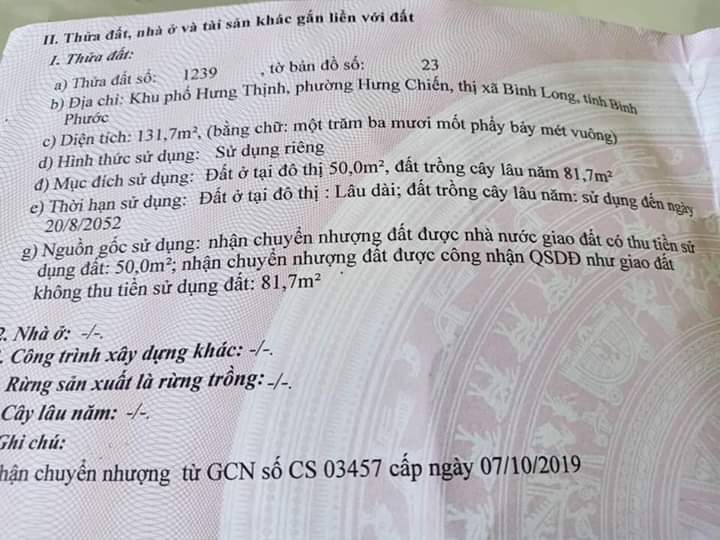 II. Thửa đất, nhà ở và tài sản khác gắn liền với đất
1. Thửa đất:
a) Thửa đất số: 1239 , tờ bản đồ số: 23
b) Địa chỉ: Khu phố Hưng Thịnh, phường Hưng Chiến, thị xã Bình Long, tỉnh Bình
Phước
c) Diện tích: 131,7m², (bằng chữ: một trăm ba mươi mốt phẩy bảy mét vuông)
d) Hình thức sử dụng: Sử dụng riêng
đ) Mục đích sử dụng: Đất ở tại đô thị 50,0m², đất trồng cây lâu năm 81,7m²
e) Thời hạn sử dụng: Đất ở tại đô thị : Lâu dài; đất trồng cây lâu năm: sử dụng đến ngày
20/8/2052
g) Nguồn gốc sử dụng: nhận chuyển nhượng đất được nhà nước giao đất có thu tiền sử
dụng đất: 50,0m²; nhận chuyển nhượng đất được công nhận QSDĐ như giao đất
không thu tiền sử dụng đất: 81,7m²
2. Nhà ở: -/-.
. Công trình xây dựng khác: -/-.
Rừng sản xuất là rừng trồng: -/-.
Cây lâu năm: -/-.
Ghi chú:
hận chuyển nhượng từ GCN số CS 03457 cấp ngày 07/10/2019